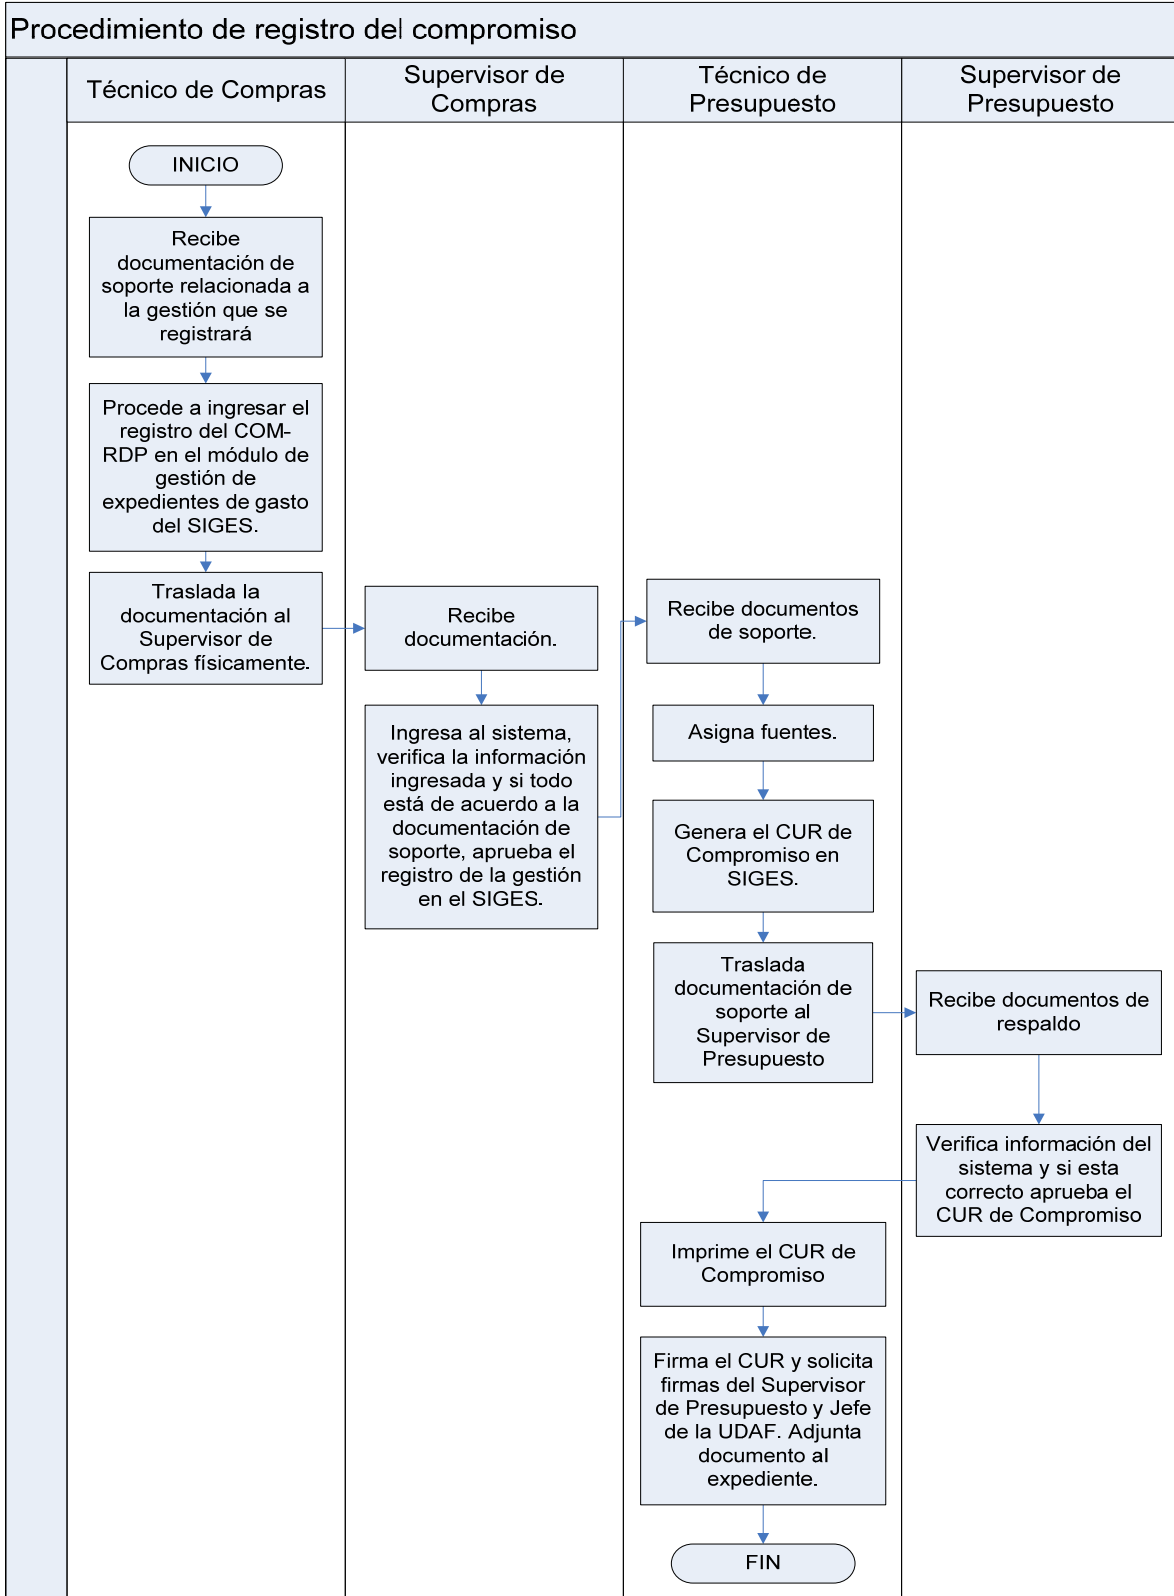 Procedimiento de registro del compromiso
Técnico de Compras
Supervisor de
Compras
Técnico de
Presupuesto
Supervisor de
Presupuesto
INICIO
Recibe
documentación de
soporte relacionada a
la gestión que se
registrará
Procede a ingresar el
registro del COM-
RDP en el módulo de
gestión de
expedientes de gasto
del SIGES.
Traslada la
documentación al
Supervisor de
Compras físicamente.
Recibe
documentación.
Ingresa al sistema,
verifica la información
ingresada y si todo
está de acuerdo a la
documentación de
soporte, aprueba el
registro de la gestión
en el SIGES.
Recibe documentos
de soporte.
Asigna fuentes.
Genera el CUR de
Compromiso en
SIGES.
Traslada
documentación de
soporte al
Supervisor de
Presupuesto
Recibe documentos de
respaldo
Verifica información del
sistema y si esta
correcto aprueba el
CUR de Compromiso
Imprime el CUR de
Compromiso
Firma el CUR y solicita
firmas del Supervisor
de Presupuesto y Jefe
de la UDAF. Adjunta
documento al
expediente.
FIN